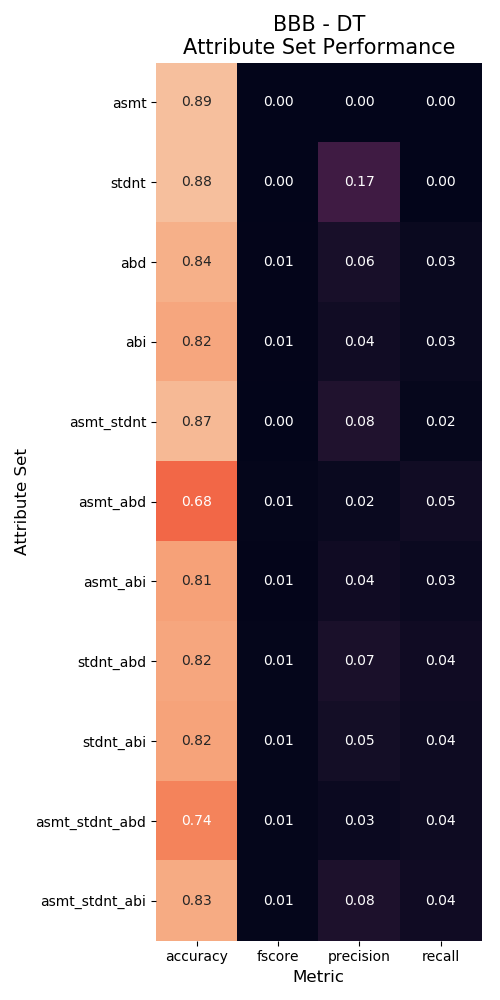 BBB - DT
Attribute Set Performance
asmt 0.89 0.00 0.00 0.00
stdnt 0.88 0.00 0.17 0.00
abd 0.84 0.01 0.06 0.03
abi 0.82 0.01 0.04 0.03
asmt_stdnt 0.87 0.00 0.08 0.02
asmt_abd 0.68 0.01 0.02 0.05
asmt_abi 0.81 0.01 0.04 0.03
stdnt_abd 0.82 0.01 0.07 0.04
stdnt_abi 0.82 0.01 0.05 0.04
asmt_stdnt_abd 0.74 0.01 0.03 0.04
asmt_stdnt_abi 0.83 0.01 0.08 0.04
accuracy fscore precision recall
Metric
Attribute Set